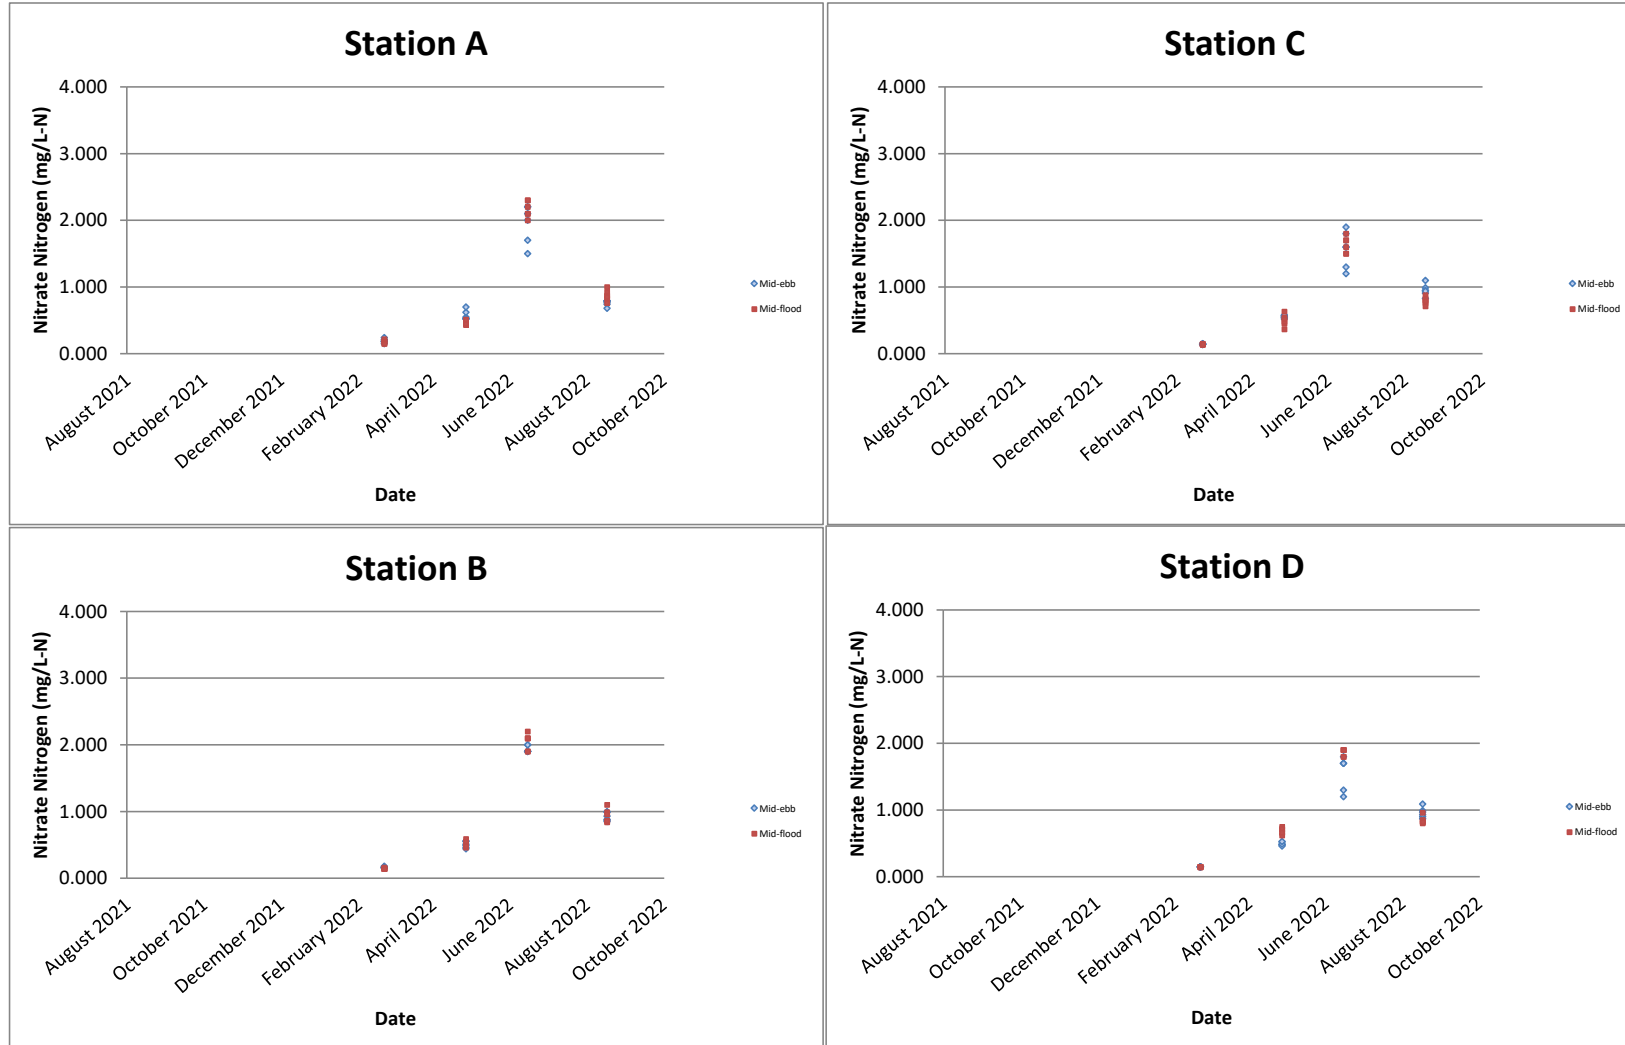 Station A
Nitrate Nitrogen (mg/L-N)
4.000
3.000
2.000
1.000
0.000
August 2021
October 2021
December 2021
February 2022
April 2022
June 2022
August 2022
October 2022
Date
Mid-ebb
Mid-flood
Station C
Nitrate Nitrogen (mg/L-N)
4.000
3.000
2.000
1.000
0.000
August 2021
October 2021
December 2021
February 2022
April 2022
June 2022
August 2022
October 2022
Date
Mid-ebb
Mid-flood
Station B
Nitrate Nitrogen (mg/L-N)
4.000
3.000
2.000
1.000
0.000
August 2021
October 2021
December 2021
February 2022
April 2022
June 2022
August 2022
October 2022
Date
Mid-ebb
Mid-flood
Station D
Nitrate Nitrogen (mg/L-N)
4.000
3.000
2.000
1.000
0.000
August 2021
October 2021
December 2021
February 2022
April 2022
June 2022
August 2022
October 2022
Date
Mid-ebb
Mid-flood